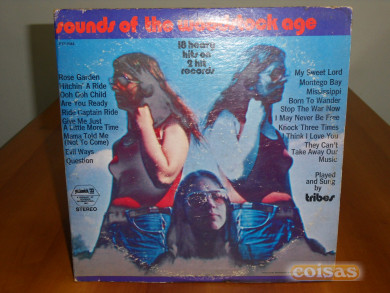 sounds of the woodstock age
18 heavy
hits on
2 hit
records
Rose Garden
Hitchin' A Ride
Ooh Ooh Child
Are You Ready
Ride Captain Ride
Give Me Just
A Little More Time
Mama Told Me
(Not To Come)
Evil Ways
Question
STEREO
My Sweet Lord
Montego Bay
Mississippi
Born To Wander
Stop The War Now
I May Never Be Free
Knock Three Times
I Think I Love You
They Can't
Take Away Our
Music
Played
and Sung
by
tribes
coisas